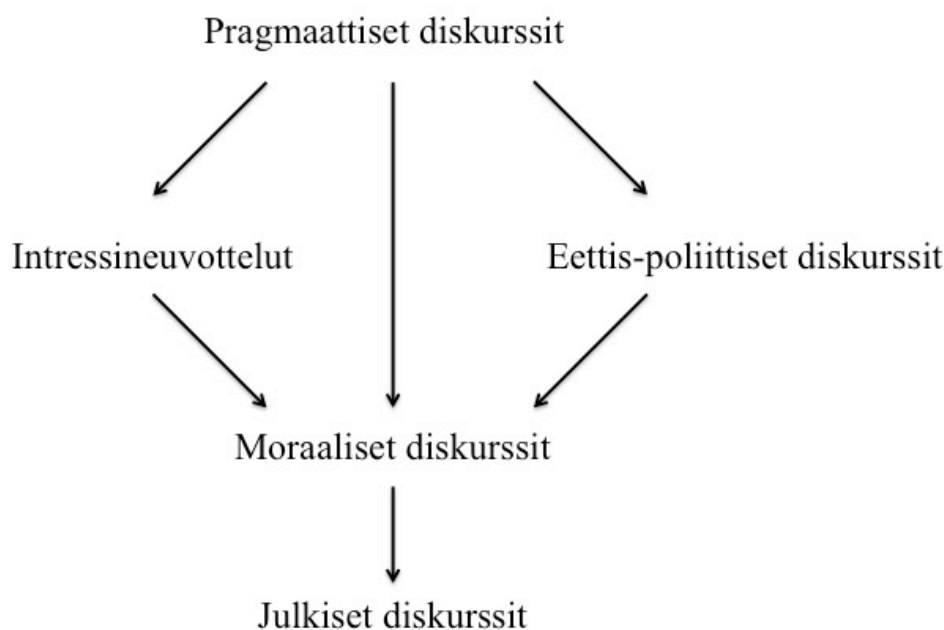 Pragmaattiset diskurssit
Intressineuvottelut
Eettis-poliittiset diskurssit
Moraaliset diskurssit
Julkiset diskurssit